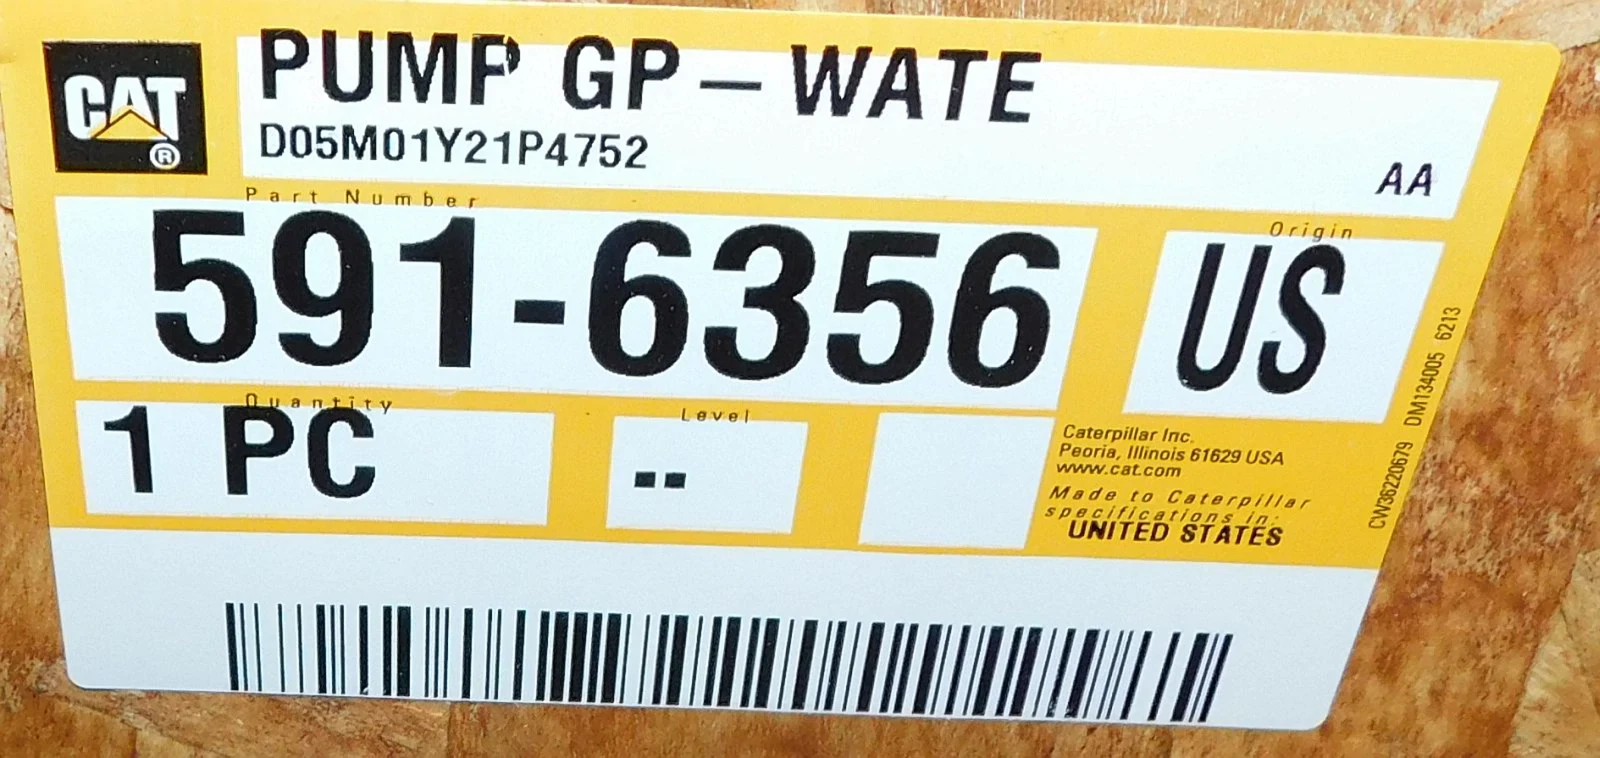 CAT®
PUMP GP - WATE
D05M01Y21P4752
AA
Part Number
591-6356
Origin
US
Quantity
1 PC
Level
--
Caterpillar Inc.
Peoria, Illinois 61629 USA
www.cat.com
Made to Caterpillar
specifications in:
UNITED STATES
CW36220679 DM134005 6213